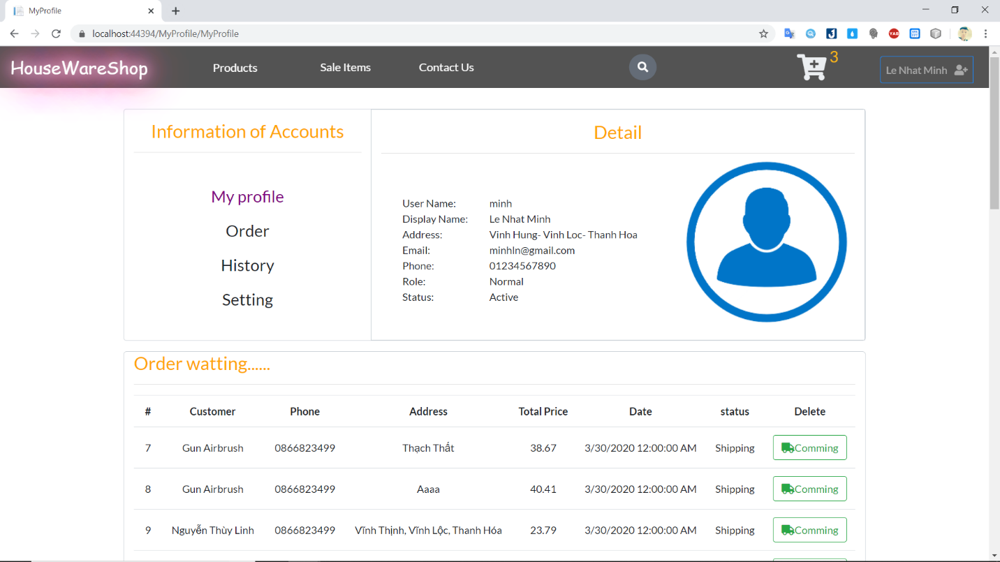 MyProfile
localhost:44394/MyProfile/MyProfile
HouseWareShop
Products
Sale Items
Contact Us
3
Le Nhat Minh
Information of Accounts
My profile
Order
History
Setting
Detail
User Name: minh
Display Name: Le Nhat Minh
Address: Vinh Hung- Vinh Loc- Thanh Hoa
Email: minhln@gmail.com
Phone: 01234567890
Role: Normal
Status: Active
Order watting......
# Customer Phone Address Total Price Date status Delete
7 Gun Airbrush 0866823499 Thạch Thất 38.67 3/30/2020 12:00:00 AM Shipping Comming
8 Gun Airbrush 0866823499 Aaaa 40.41 3/30/2020 12:00:00 AM Shipping Comming
9 Nguyễn Thùy Linh 0866823499 Vĩnh Thịnh, Vĩnh Lộc, Thanh Hóa 23.79 3/30/2020 12:00:00 AM Shipping Comming